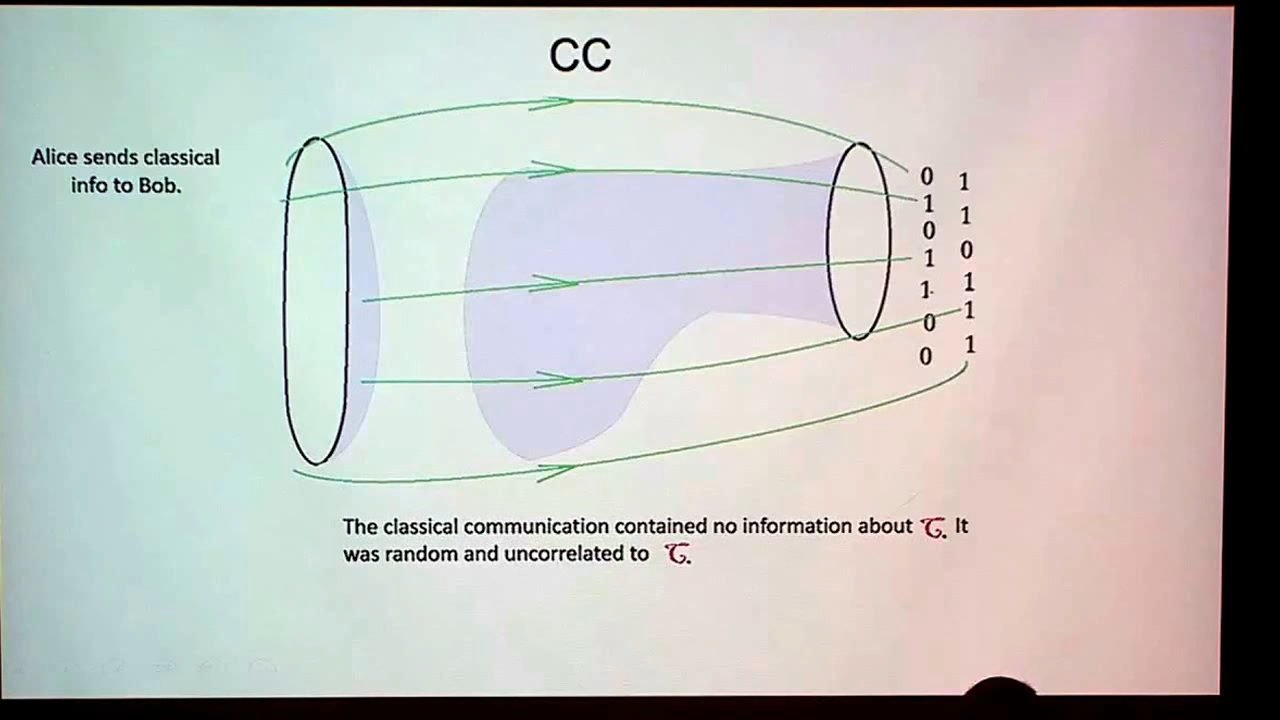 CC
Alice sends classical
info to Bob.
0 1
1 1
0 0
1 1
1 1
0 1
0
The classical communication contained no information about 𝒯. It
was random and uncorrelated to 𝒯.